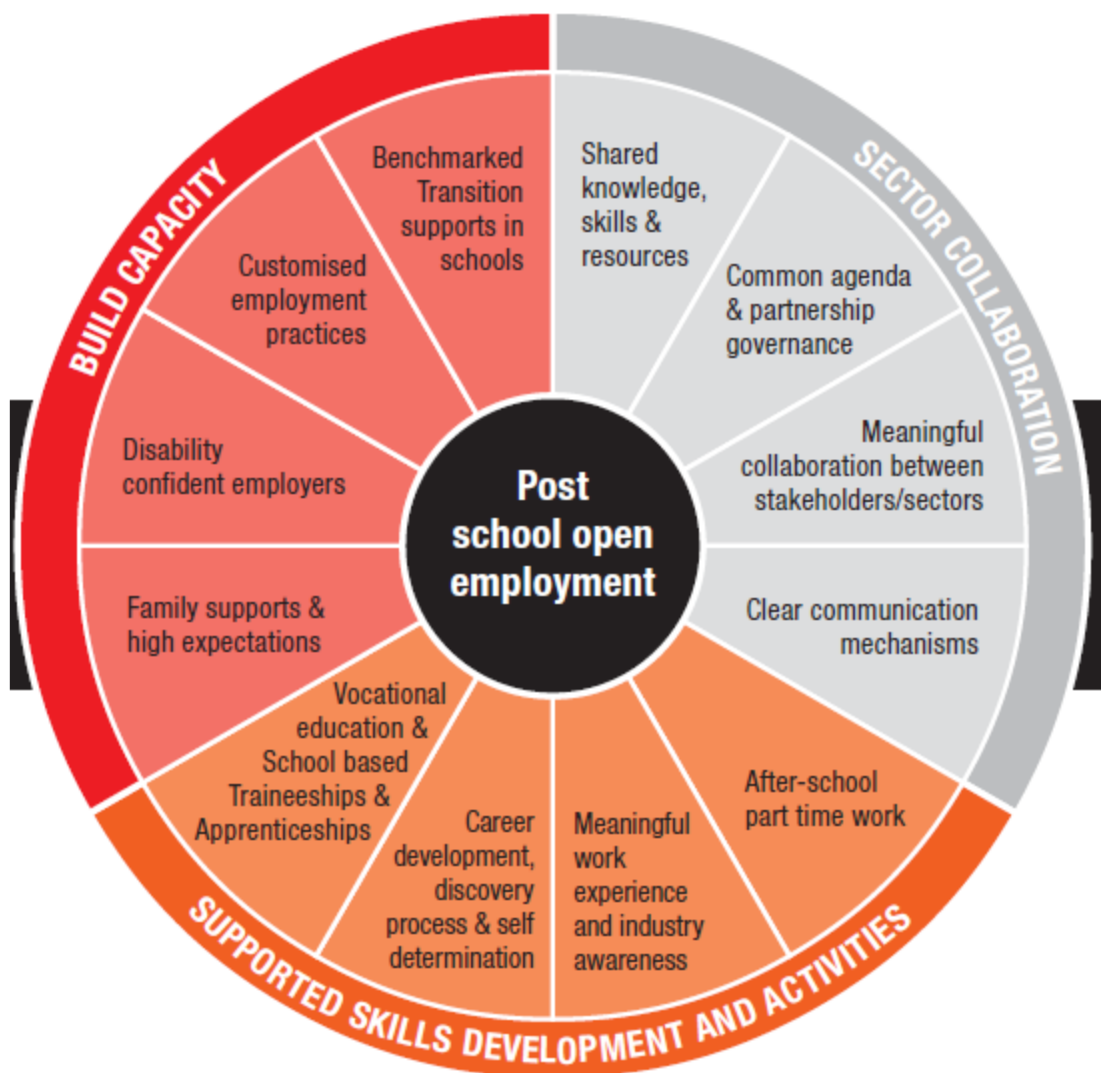 BUILD CAPACITY
Benchmarked
Transition
supports in
schools
Customised
employment
practices
Disability
confident employers
Family supports &
high expectations
SECTOR COLLABORATION
Shared
knowledge,
skills &
resources
Common agenda
& partnership
governance
Meaningful
collaboration between
stakeholders/sectors
Clear communication
mechanisms
Post
school open
employment
SUPPORTED SKILLS DEVELOPMENT AND ACTIVITIES
Vocational
education &
School based
Traineeships &
Apprenticeships
Career
development,
discovery
process & self
determination
Meaningful
work
experience
and industry
awareness
After-school
part time work